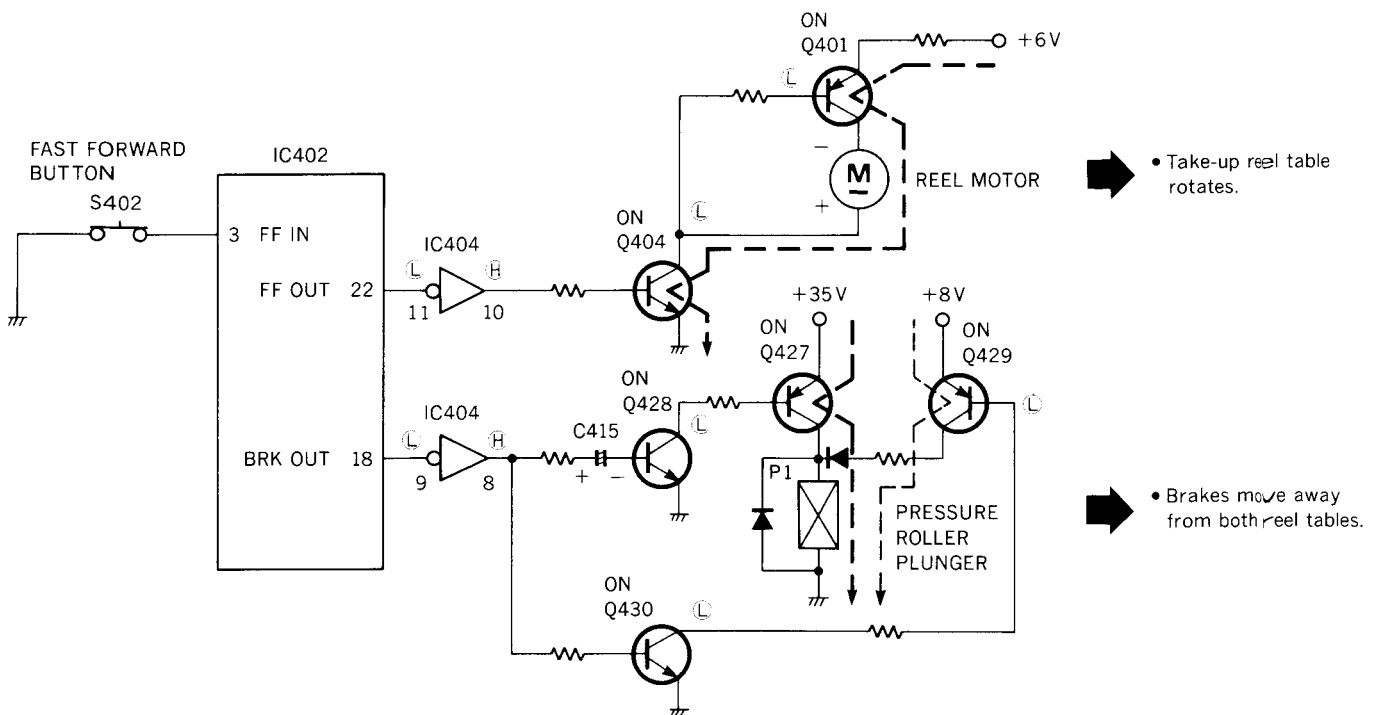 ON
Q401
+6V
Ⓛ
FAST FORWARD
BUTTON
S402
IC402
3 FF IN
FF OUT 22
BRK OUT 18
IC404
Ⓛ Ⓗ
11 10
ON
Q404
Ⓛ
−
M
+
REEL MOTOR
• Take-up reel table
rotates.
+35V
ON
Q427
+8V
ON
Q429
Ⓛ
IC404
Ⓛ Ⓗ
9 8
C415
+ −
ON
Q428
Ⓛ
P1
PRESSURE
ROLLER
PLUNGER
• Brakes move away
from both reel tables.
ON
Q430
Ⓛ